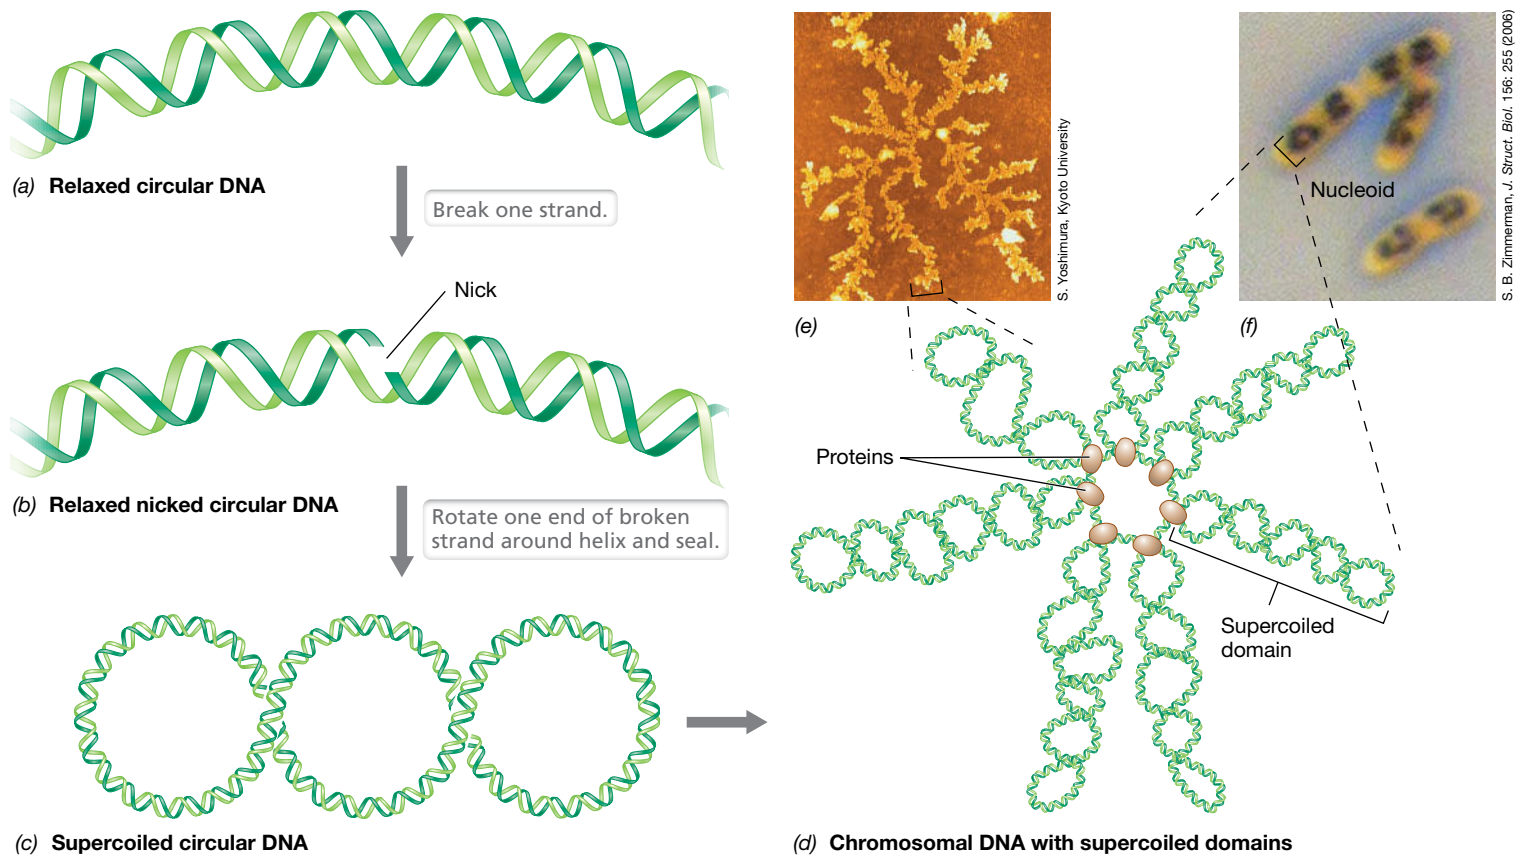 (a) Relaxed circular DNA
Break one strand.
Nick
(b) Relaxed nicked circular DNA
Rotate one end of broken
strand around helix and seal.
(c) Supercoiled circular DNA
S. Yoshimura, Kyoto University
(e)
Nucleoid
S. B. Zimmerman, J. Struct. Biol. 156: 255 (2006)
(f)
Proteins
Supercoiled
domain
(d) Chromosomal DNA with supercoiled domains